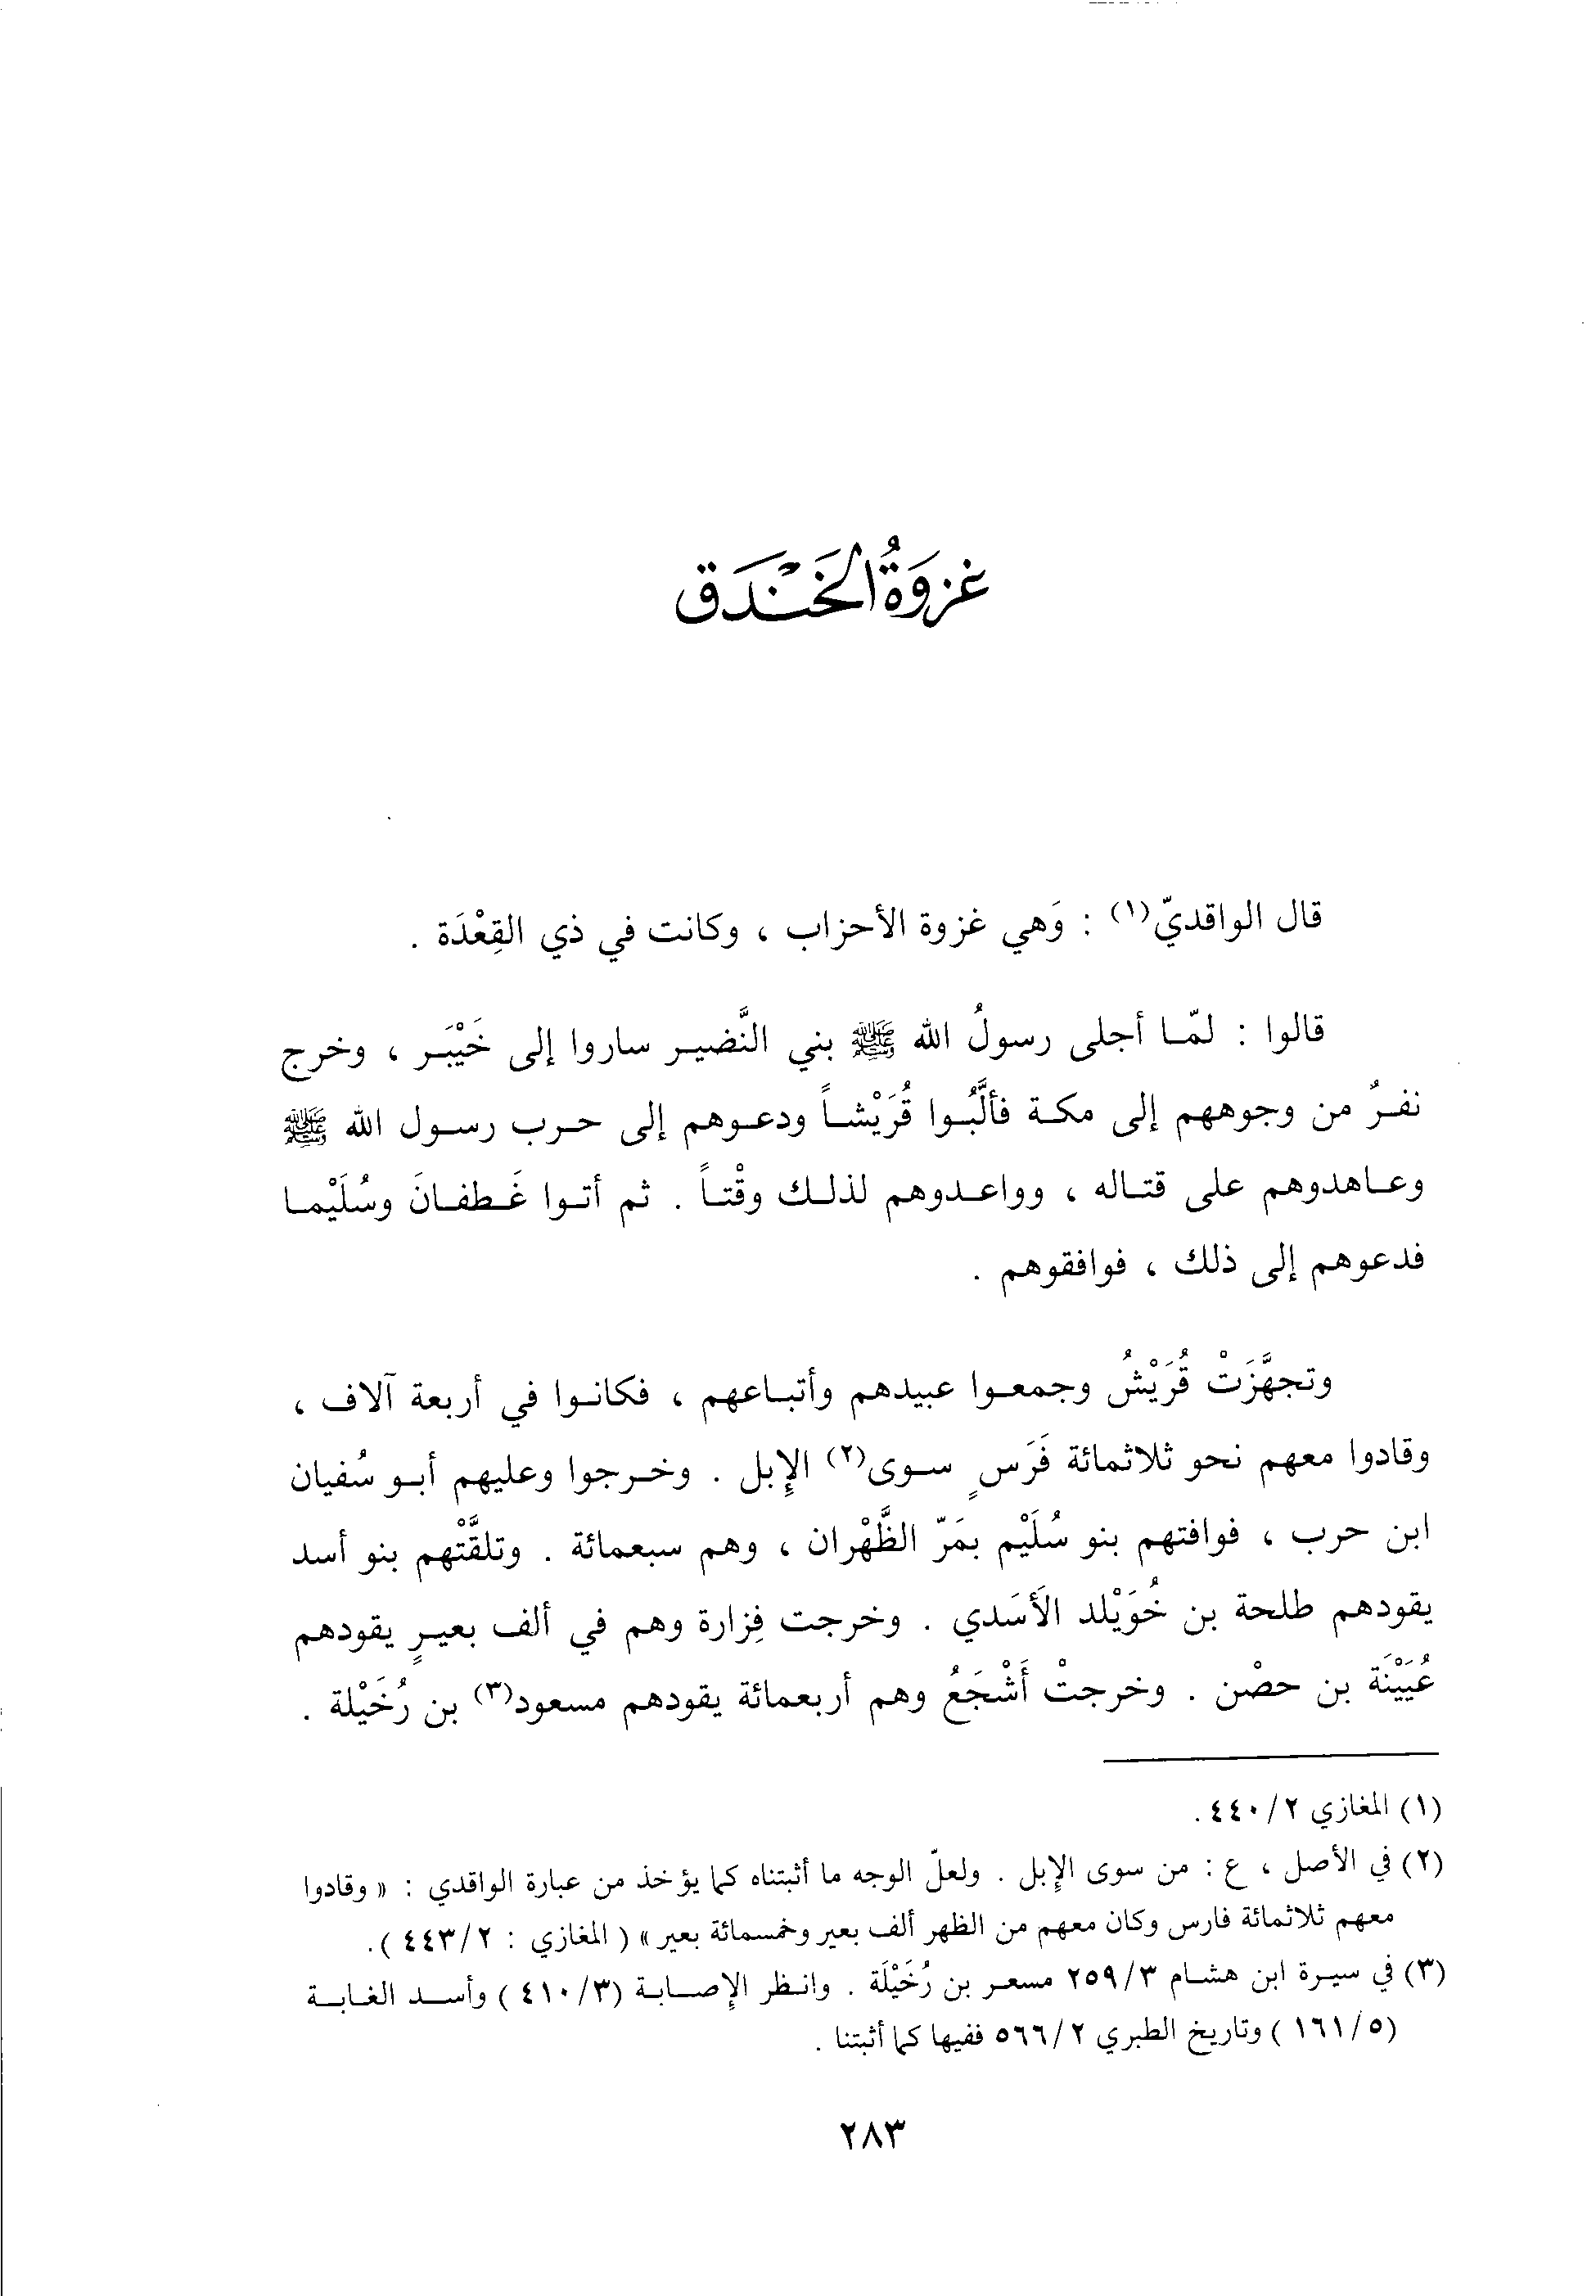 غزوَةُ الخَنْدَق
قال الواقديّ(١) : وَهي غزوة الأحزاب ، وكانت في ذي القِعْدَة .
قالوا : لمّا أجلى رسولُ الله ﷺ بني النَّضير ساروا إلى خَيْبَر ، وخرج
نفرٌ من وجوههم إلى مكة فألَّبُوا قُرَيْشاً ودعوهم إلى حرب رسول الله ﷺ
وعاهدوهم على قتاله ، وواعدوهم لذلك وقْتاً . ثم أتوا غَطفانَ وسُلَيْما
فدعوهم إلى ذلك ، فوافقوهم .
وتجهَّزَتْ قُرَيْشُ وجمعوا عبيدهم وأتباعهم ، فكانوا في أربعة آلاف ،
وقادوا معهم نحو ثلاثمائة فَرَسٍ سوى(٢) الإبل . وخرجوا وعليهم أبو سُفيان
ابن حرب ، فوافتهم بنو سُلَيْم بمَرّ الظَّهْران ، وهم سبعمائة . وتلقَّتْهم بنو أسد
يقودهم طلحة بن خُوَيْلد الأَسَدي . وخرجت فِزارة وهم في ألف بعيرٍ يقودهم
عُيَيْنَة بن حصْن . وخرجتْ أَشْجَعُ وهم أربعمائة يقودهم مسعود(٣) بن رُخَيْلة .
(١) المغازي ٢/ ٤٤٠ .
(٢) في الأصل ، ع : من سوى الإبل . ولعلّ الوجه ما أثبتناه كما يؤخذ من عبارة الواقدي : « وقادوا
معهم ثلاثمائة فارس وكان معهم من الظهر ألف بعير وخمسمائة بعير » ( المغازي : ٢/ ٤٤٣ ).
(٣) في سيرة ابن هشام ٣/ ٢٥٩ مسعر بن رُخَيْلَة . وانظر الإصابة (٣/ ٤١٠ ) وأسد الغابة
(٥/ ١٦١ ) وتاريخ الطبري ٢/ ٥٦٦ ففيها كما أثبتنا .
٢٨٣